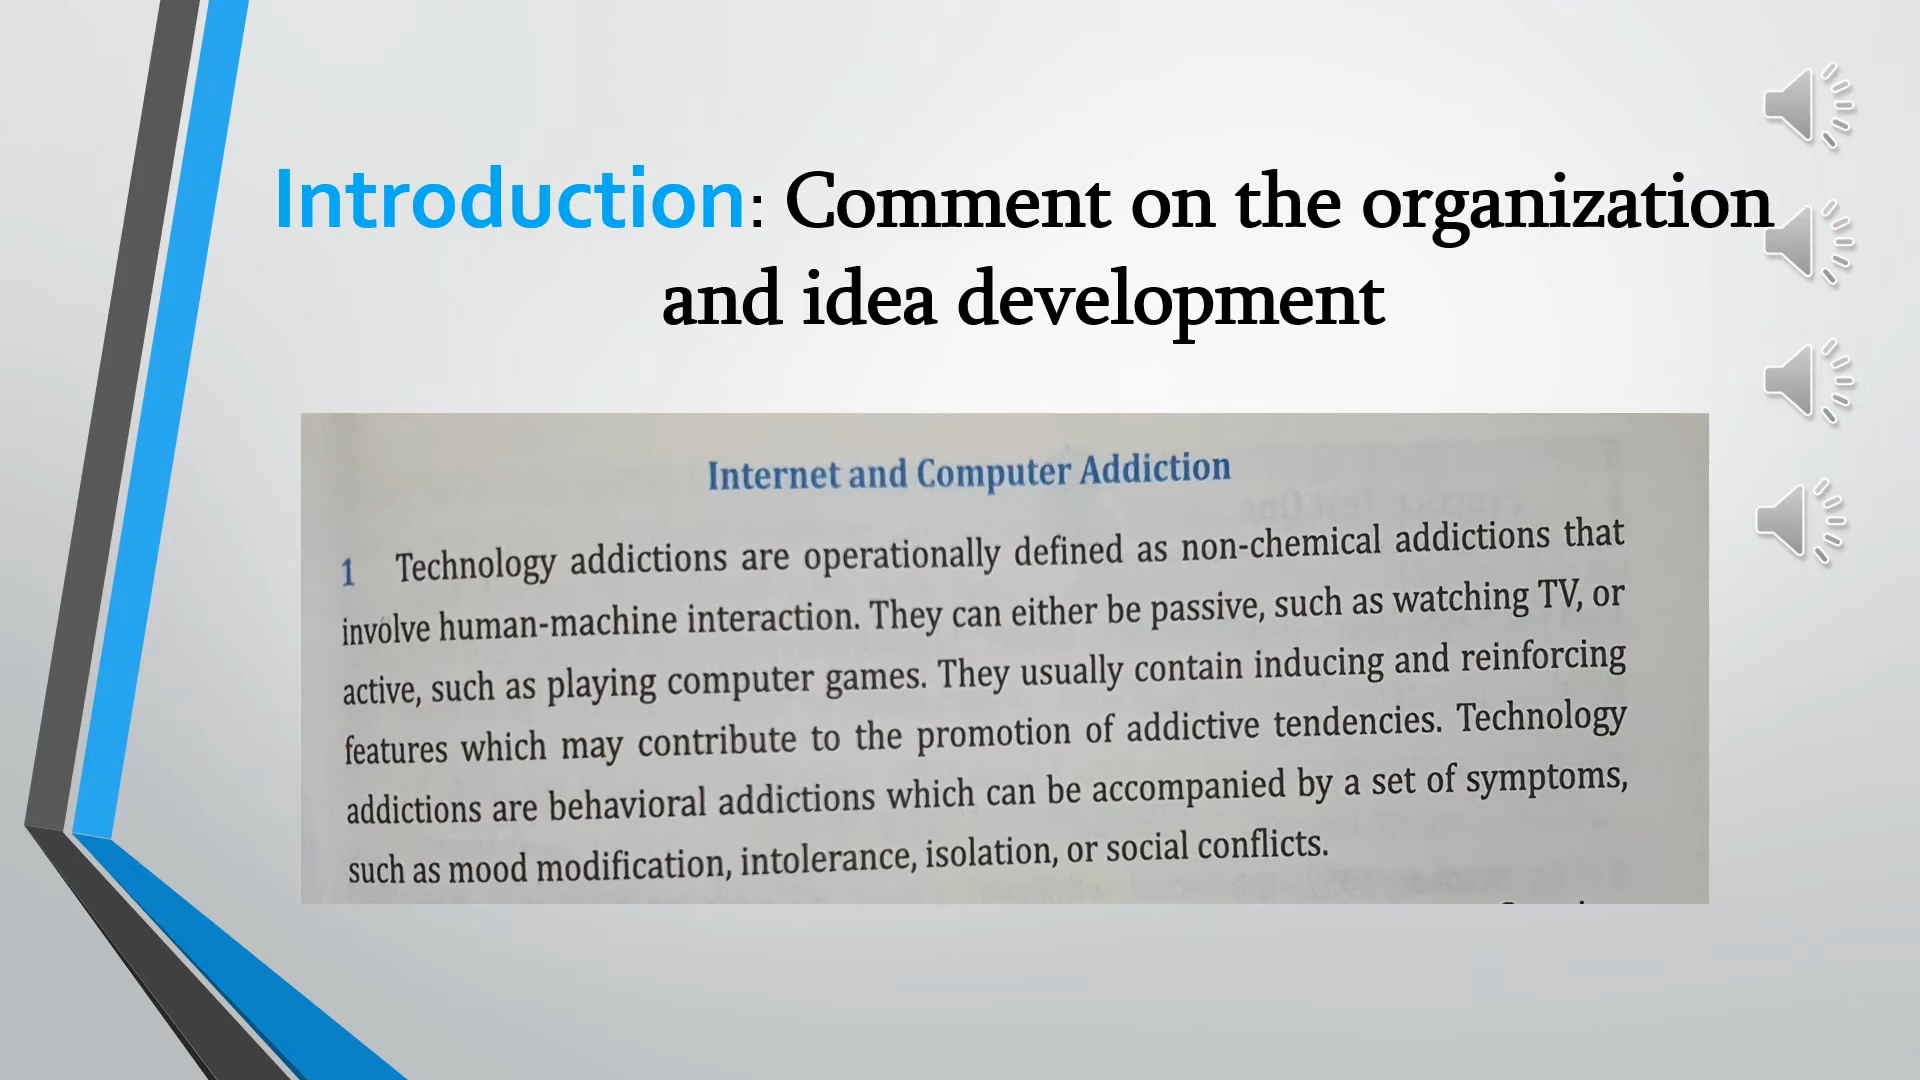 Introduction: Comment on the organization
and idea development
Internet and Computer Addiction
1 Technology addictions are operationally defined as non-chemical addictions that
involve human-machine interaction. They can either be passive, such as watching TV, or
active, such as playing computer games. They usually contain inducing and reinforcing
features which may contribute to the promotion of addictive tendencies. Technology
addictions are behavioral addictions which can be accompanied by a set of symptoms,
such as mood modification, intolerance, isolation, or social conflicts.